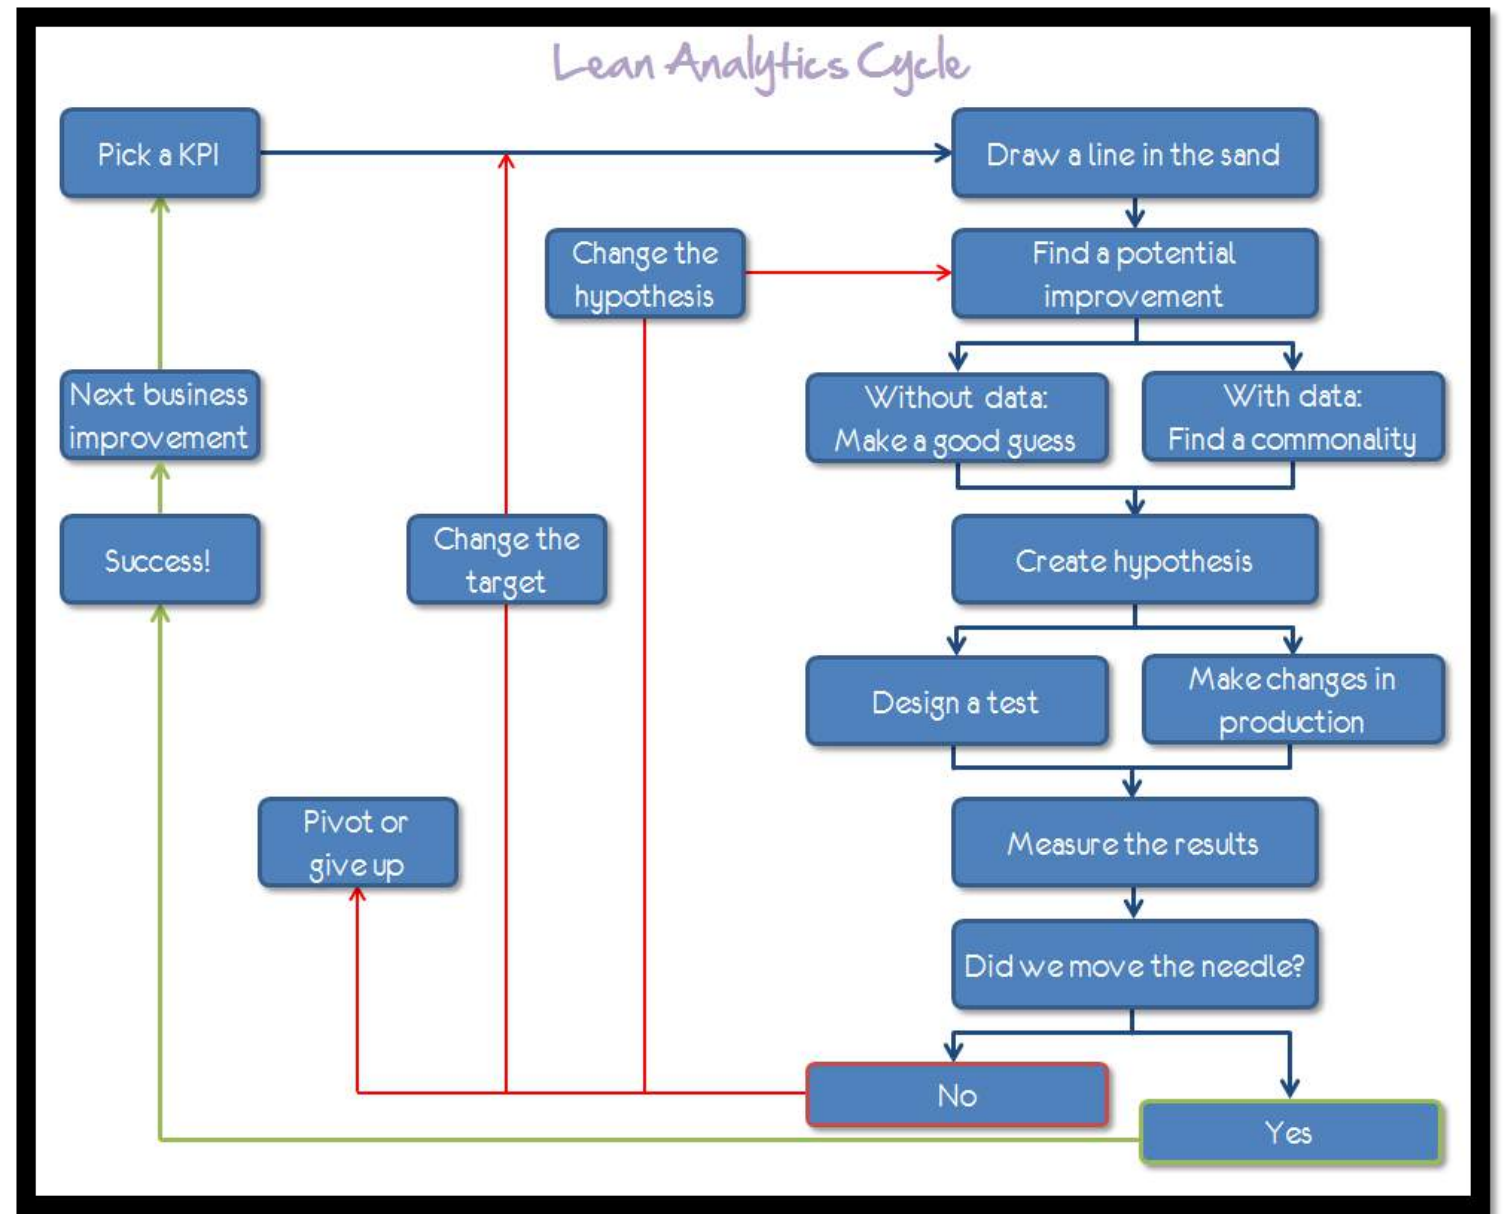 Lean Analytics Cycle
Pick a KPI
Draw a line in the sand
Change the
hypothesis
Find a potential
improvement
Next business
improvement
Without data:
Make a good guess
With data:
Find a commonality
Success!
Change the
target
Create hypothesis
Design a test
Make changes in
production
Pivot or
give up
Measure the results
Did we move the needle?
No
Yes